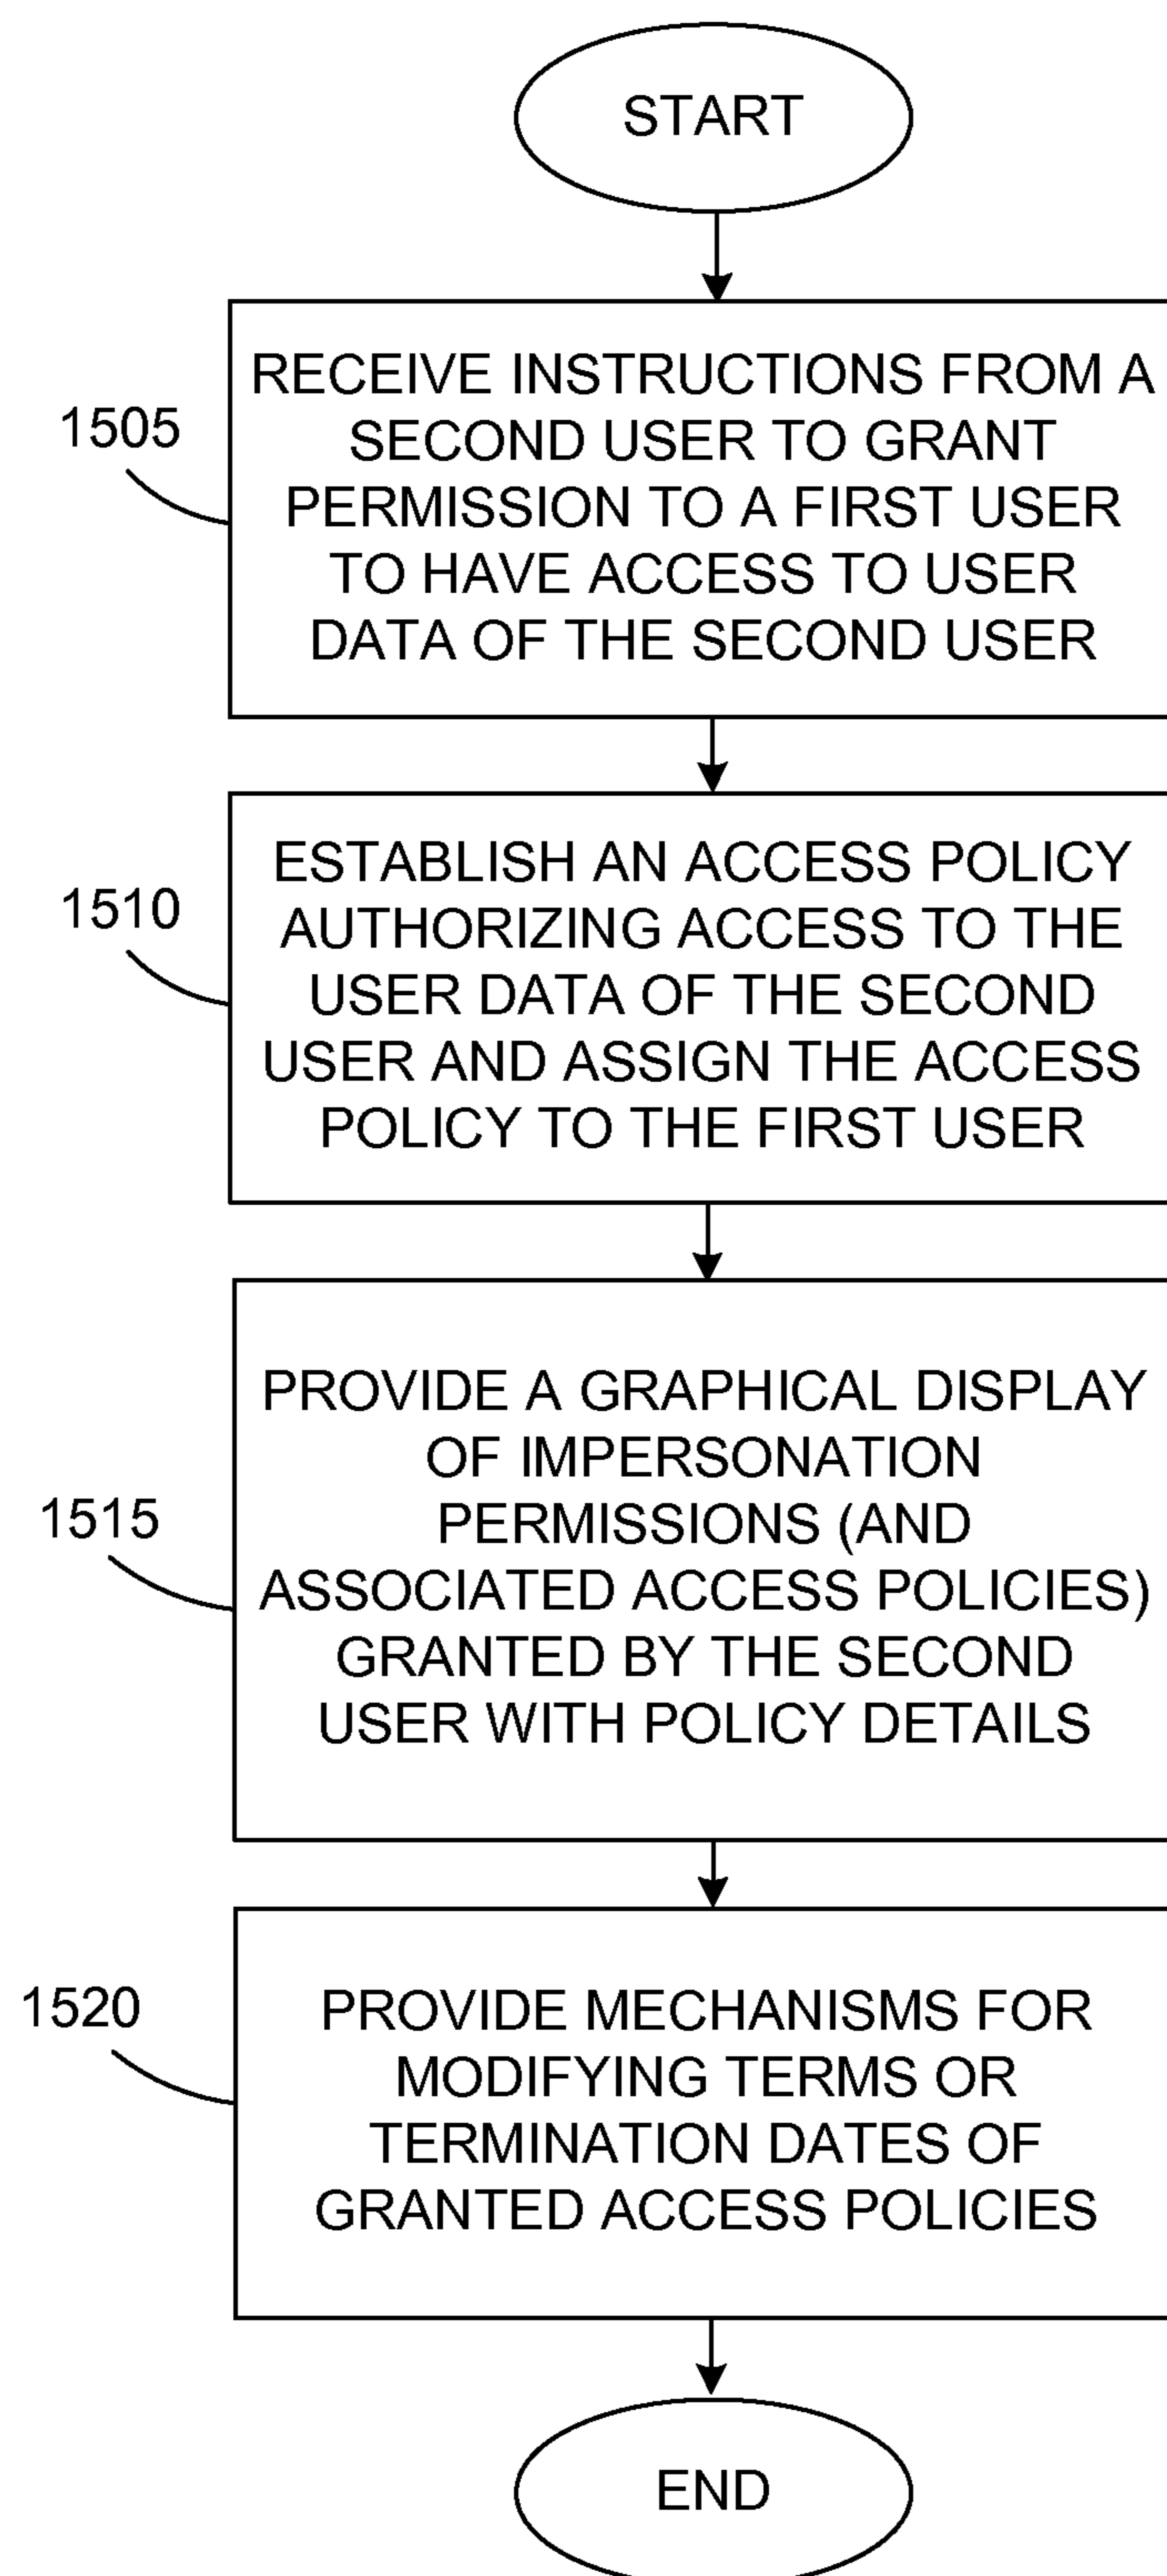 START
1505
RECEIVE INSTRUCTIONS FROM A
SECOND USER TO GRANT
PERMISSION TO A FIRST USER
TO HAVE ACCESS TO USER
DATA OF THE SECOND USER
1510
ESTABLISH AN ACCESS POLICY
AUTHORIZING ACCESS TO THE
USER DATA OF THE SECOND
USER AND ASSIGN THE ACCESS
POLICY TO THE FIRST USER
1515
PROVIDE A GRAPHICAL DISPLAY
OF IMPERSONATION
PERMISSIONS (AND
ASSOCIATED ACCESS POLICIES)
GRANTED BY THE SECOND
USER WITH POLICY DETAILS
1520
PROVIDE MECHANISMS FOR
MODIFYING TERMS OR
TERMINATION DATES OF
GRANTED ACCESS POLICIES
END